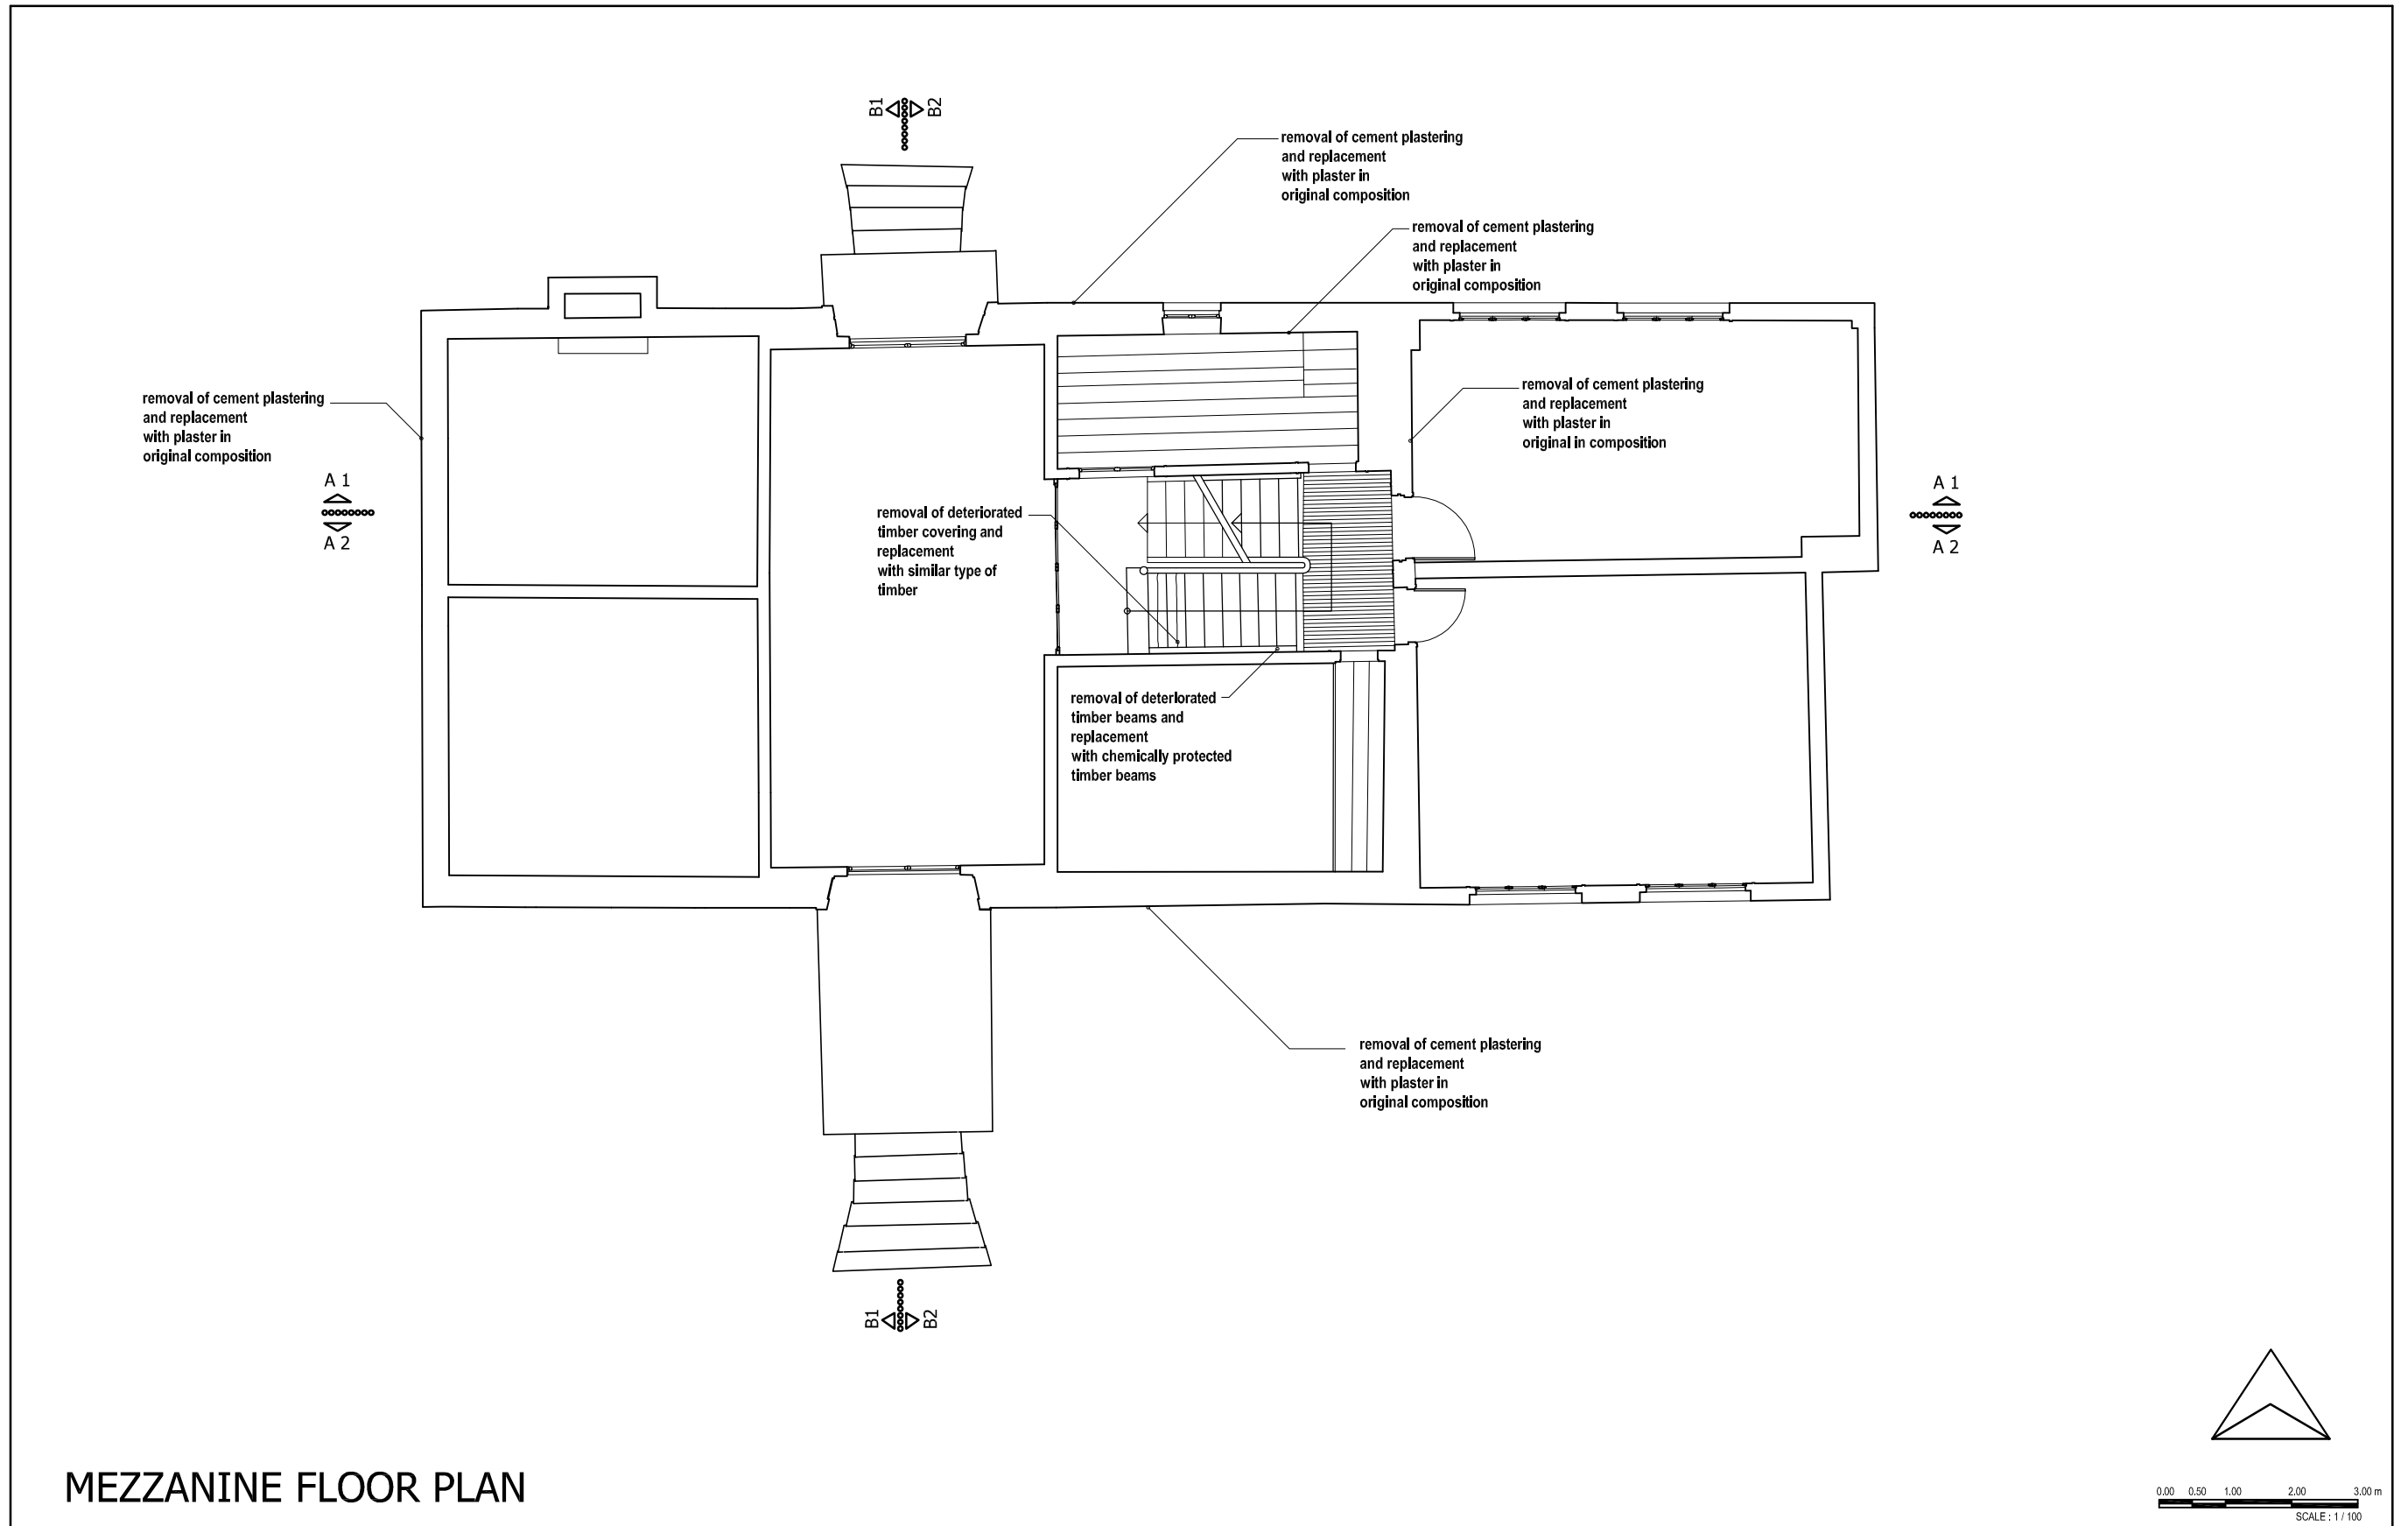 B1
B2
removal of cement plastering
and replacement
with plaster in
original composition
removal of cement plastering
and replacement
with plaster in
original composition
removal of cement plastering
and replacement
with plaster in
original composition
removal of cement plastering
and replacement
with plaster in
original in composition
A 1
A 2
A 1
A 2
removal of deteriorated
timber covering and
replacement
with similar type of
timber
removal of deteriorated
timber beams and
replacement
with chemically protected
timber beams
removal of cement plastering
and replacement
with plaster in
original composition
B1
B2
MEZZANINE FLOOR PLAN
0.00 0.50 1.00 2.00 3.00 m
SCALE : 1 / 100